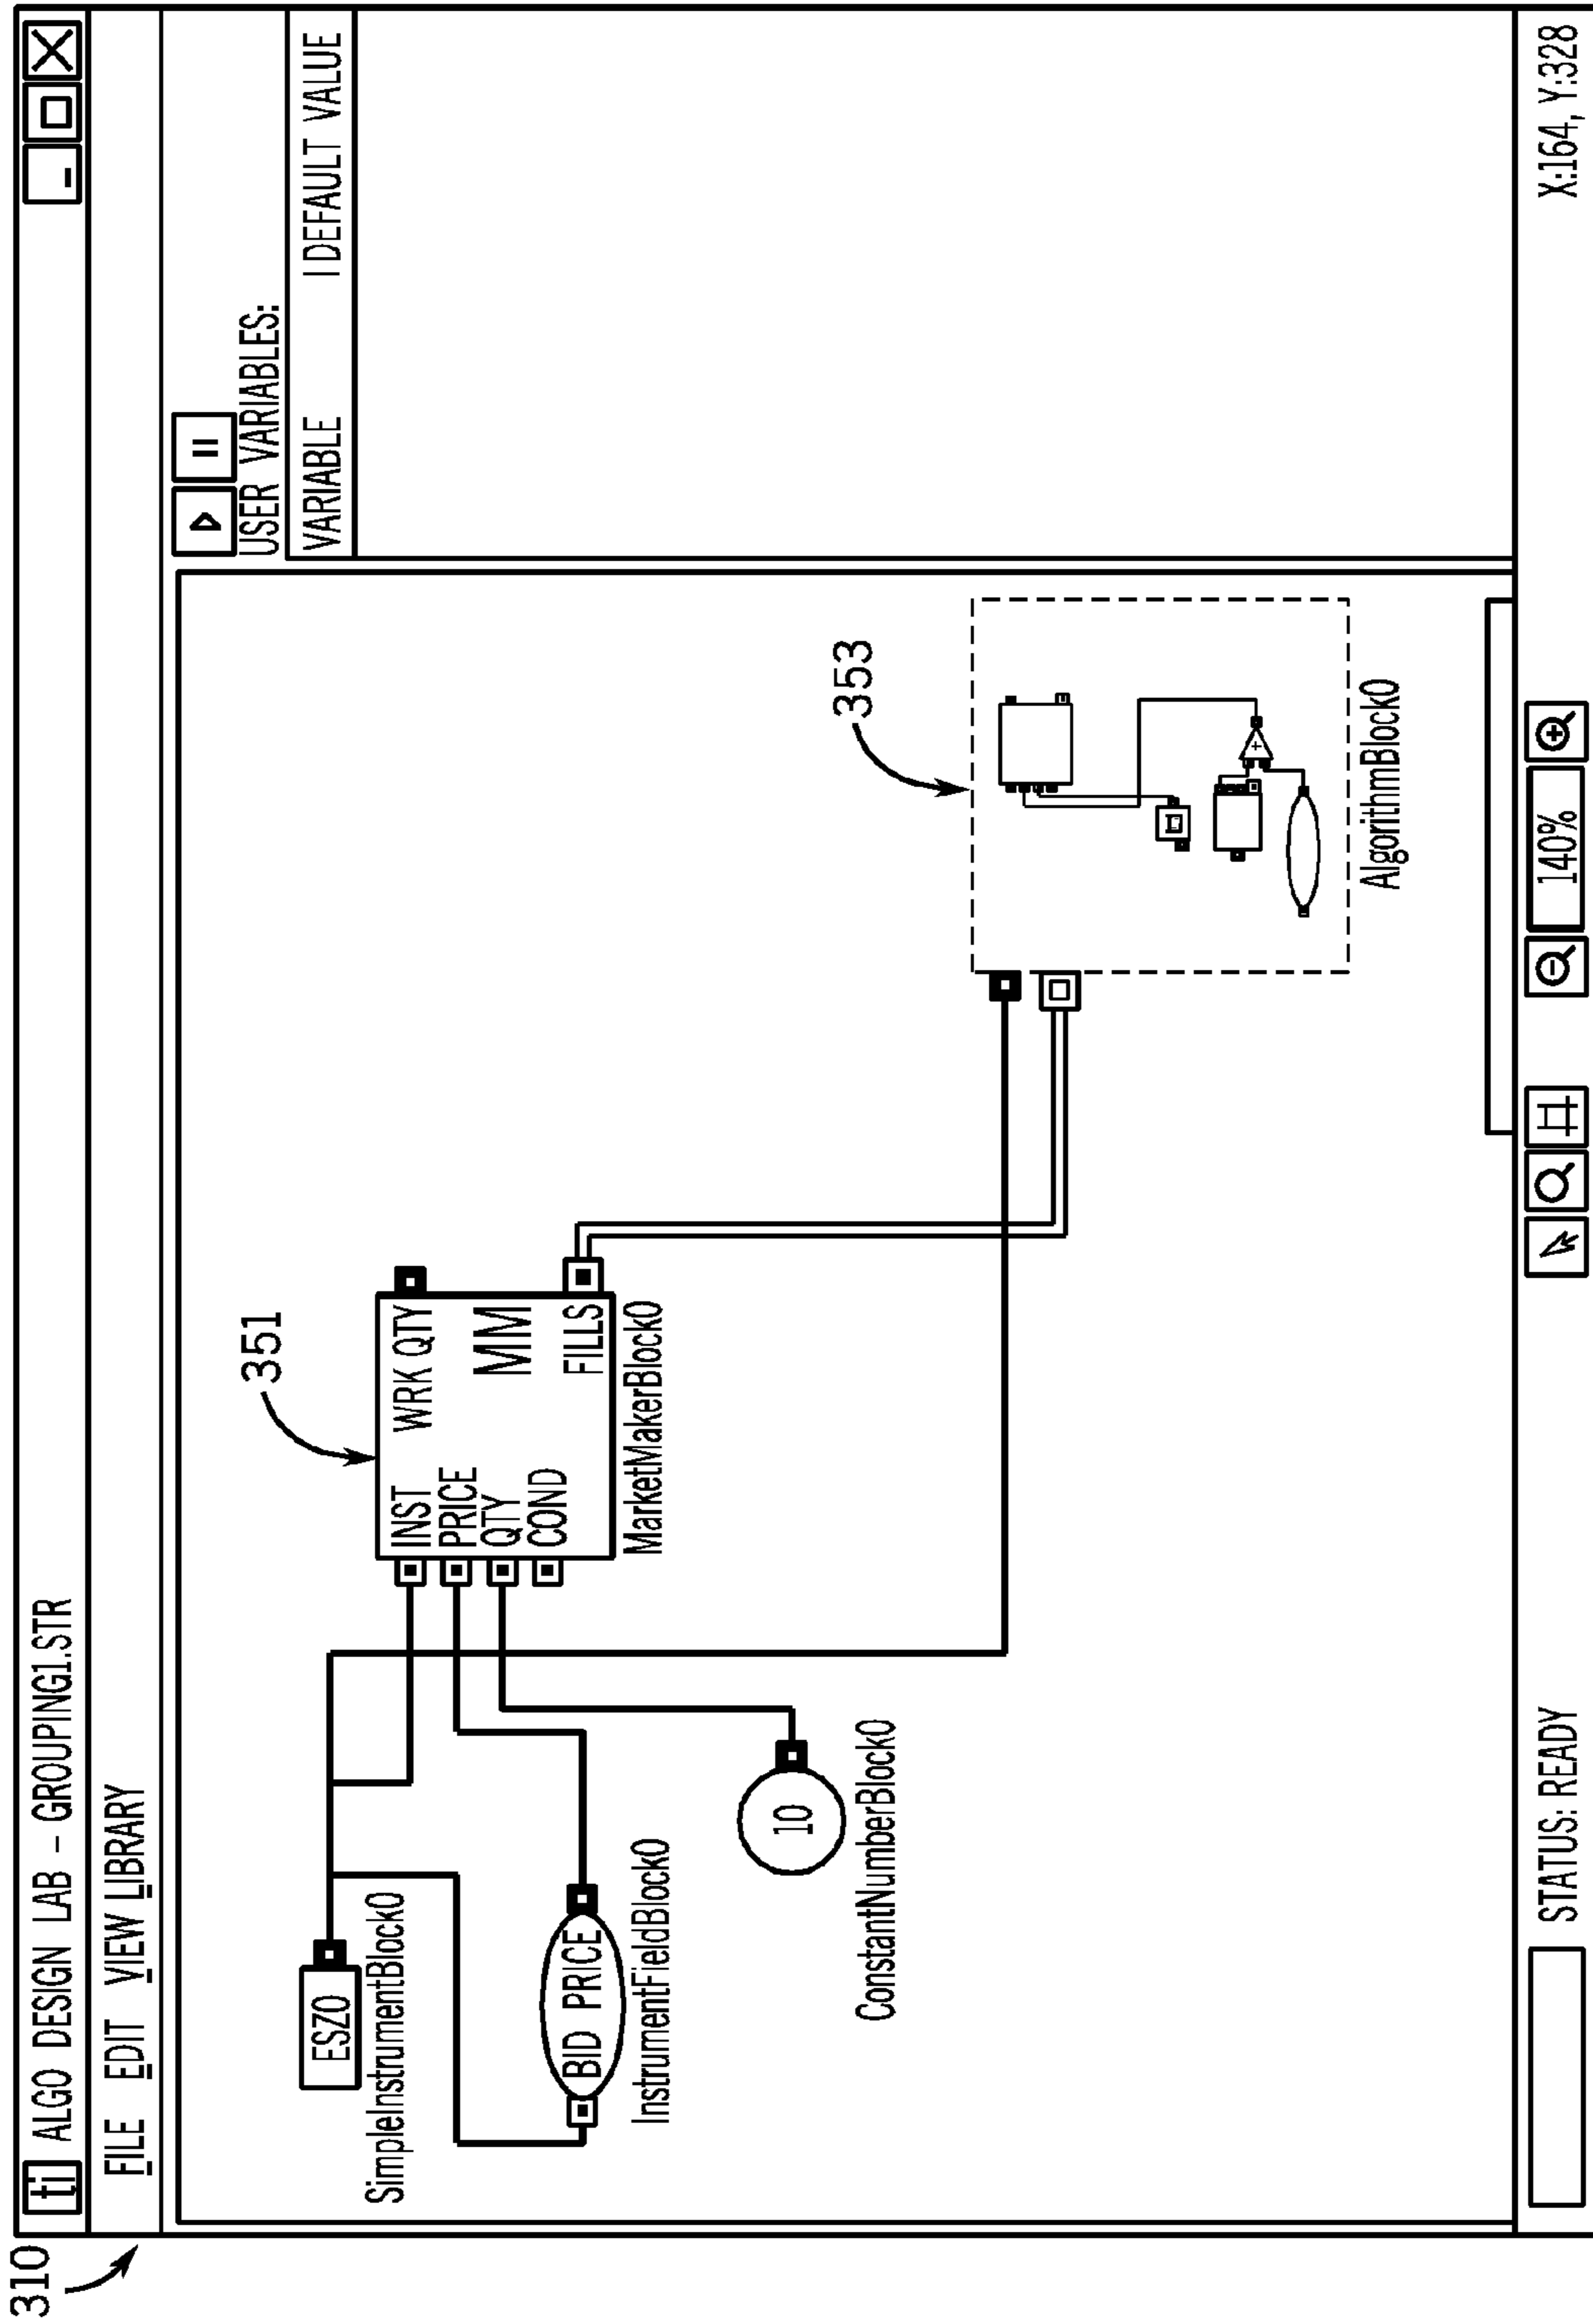 310
ti ALGO DESIGN LAB – GROUPING1.STR
FILE EDIT VIEW LIBRARY
USER VARIABLES:
VARIABLE | DEFAULT VALUE
351
ESZ0
SimpleInstrumentBlock0
INST
PRICE
QTY
COND
WRK QTY
MM
FILLS
MarketMakerBlock0
BID PRICE
InstrumentFieldBlock0
10
ConstantNumberBlock0
353
+
AlgorithmBlock0
STATUS: READY
140%
X:164, Y:328